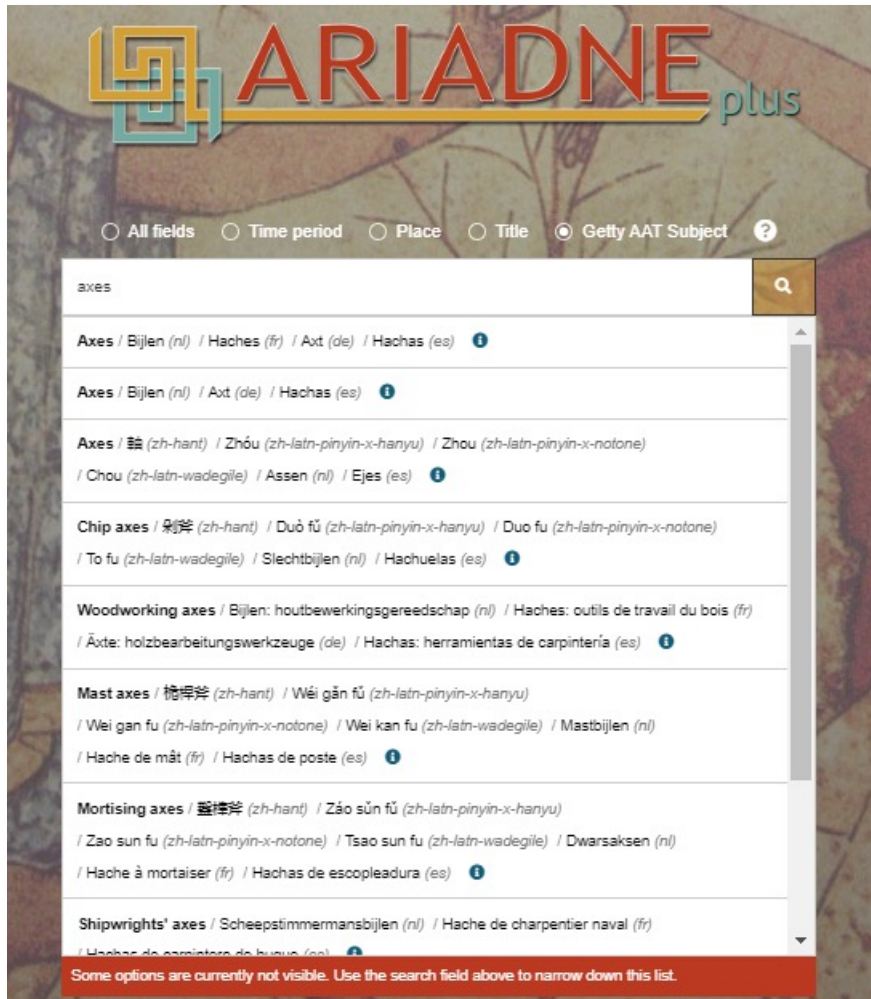 ARIADNE
plus
All fields Time period Place Title Getty AAT Subject ?
axes
Axes / Bijlen (nl) / Haches (fr) / Axt (de) / Hachas (es)
Axes / Bijlen (nl) / Axt (de) / Hachas (es)
Axes / 軸 (zh-hant) / Zhóu (zh-latn-pinyin-x-hanyu) / Zhou (zh-latn-pinyin-x-notone)
/ Chou (zh-latn-wadegile) / Assen (nl) / Ejes (es)
Chip axes / 剁斧 (zh-hant) / Duò fǔ (zh-latn-pinyin-x-hanyu) / Duo fu (zh-latn-pinyin-x-notone)
/ To fu (zh-latn-wadegile) / Slechtbijlen (nl) / Hachuelas (es)
Woodworking axes / Bijlen: houtbewerkingsgereedschap (nl) / Haches: outils de travail du bois (fr)
/ Äxte: holzbearbeitungswerkzeuge (de) / Hachas: herramientas de carpintería (es)
Mast axes / 桅桿斧 (zh-hant) / Wéi gǎn fǔ (zh-latn-pinyin-x-hanyu)
/ Wei gan fu (zh-latn-pinyin-x-notone) / Wei kan fu (zh-latn-wadegile) / Mastbijlen (nl)
/ Hache de mât (fr) / Hachas de poste (es)
Mortising axes / 鑿榫斧 (zh-hant) / Záo sǔn fǔ (zh-latn-pinyin-x-hanyu)
/ Zao sun fu (zh-latn-pinyin-x-notone) / Tsao sun fu (zh-latn-wadegile) / Dwarsaksen (nl)
/ Hache à mortaiser (fr) / Hachas de escopleadura (es)
Shipwrights' axes / Scheepstimmermansbijlen (nl) / Hache de charpentier naval (fr)
/ Hachas de carpintero de buque (es)
Some options are currently not visible. Use the search field above to narrow down this list.